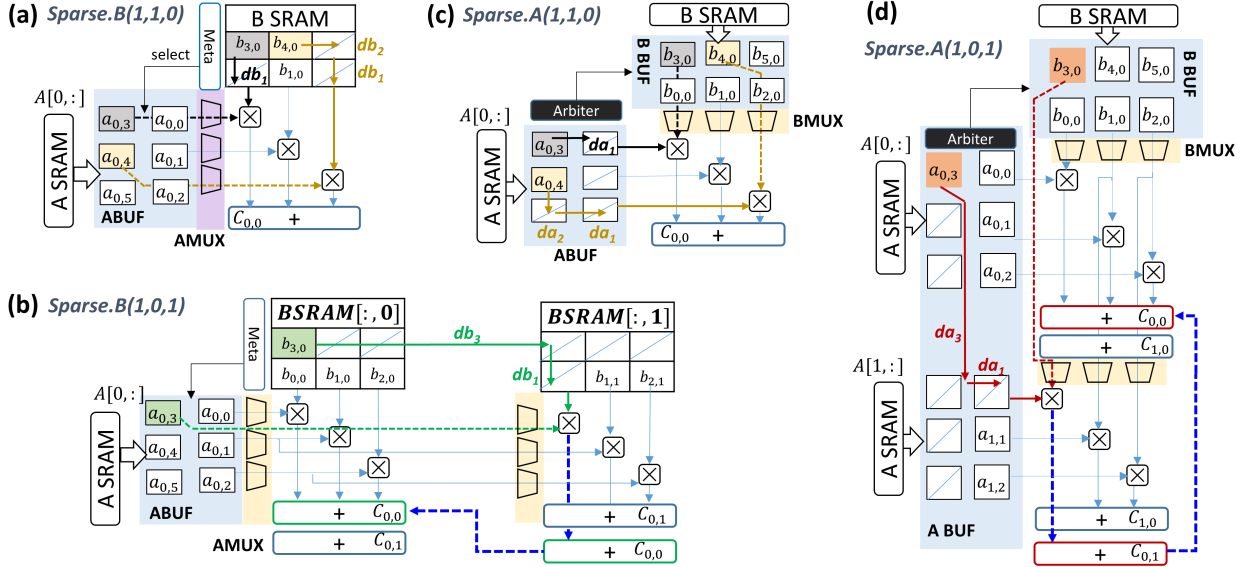 (a) Sparse.B(1,1,0)
B SRAM
Meta
select
b3,0 b4,0 db2
db1 b1,0 db1
A[0,:]
A SRAM
a0,3 a0,0
a0,4 a0,1
a0,5 a0,2
ABUF
AMUX
C0,0 +
(c) Sparse.A(1,1,0)
B SRAM
B BUF
b3,0 b4,0 b5,0
b0,0 b1,0 b2,0
BMUX
Arbiter
A[0,:]
A SRAM
a0,3 da1
a0,4
da2 da1
ABUF
C0,0 +
(b) Sparse.B(1,0,1)
Meta
BSRAM[:,0]
b3,0
b0,0 b1,0 b2,0
db3
BSRAM[:,1]
db1 b1,1 b2,1
A[0,:]
A SRAM
a0,3 a0,0
a0,4 a0,1
a0,5 a0,2
ABUF
AMUX
+ C0,0
+ C0,1
+ C0,1
+ C0,0
(d)
Sparse.A(1,0,1)
B SRAM
B BUF
b3,0 b4,0 b5,0
b0,0 b1,0 b2,0
BMUX
Arbiter
A[0,:]
A SRAM
a0,3 a0,0
a0,1
a0,2
+ C0,0
+ C1,0
da3
da1
A[1,:]
A SRAM
a1,1
a1,2
A BUF
+ C1,0
+ C0,1